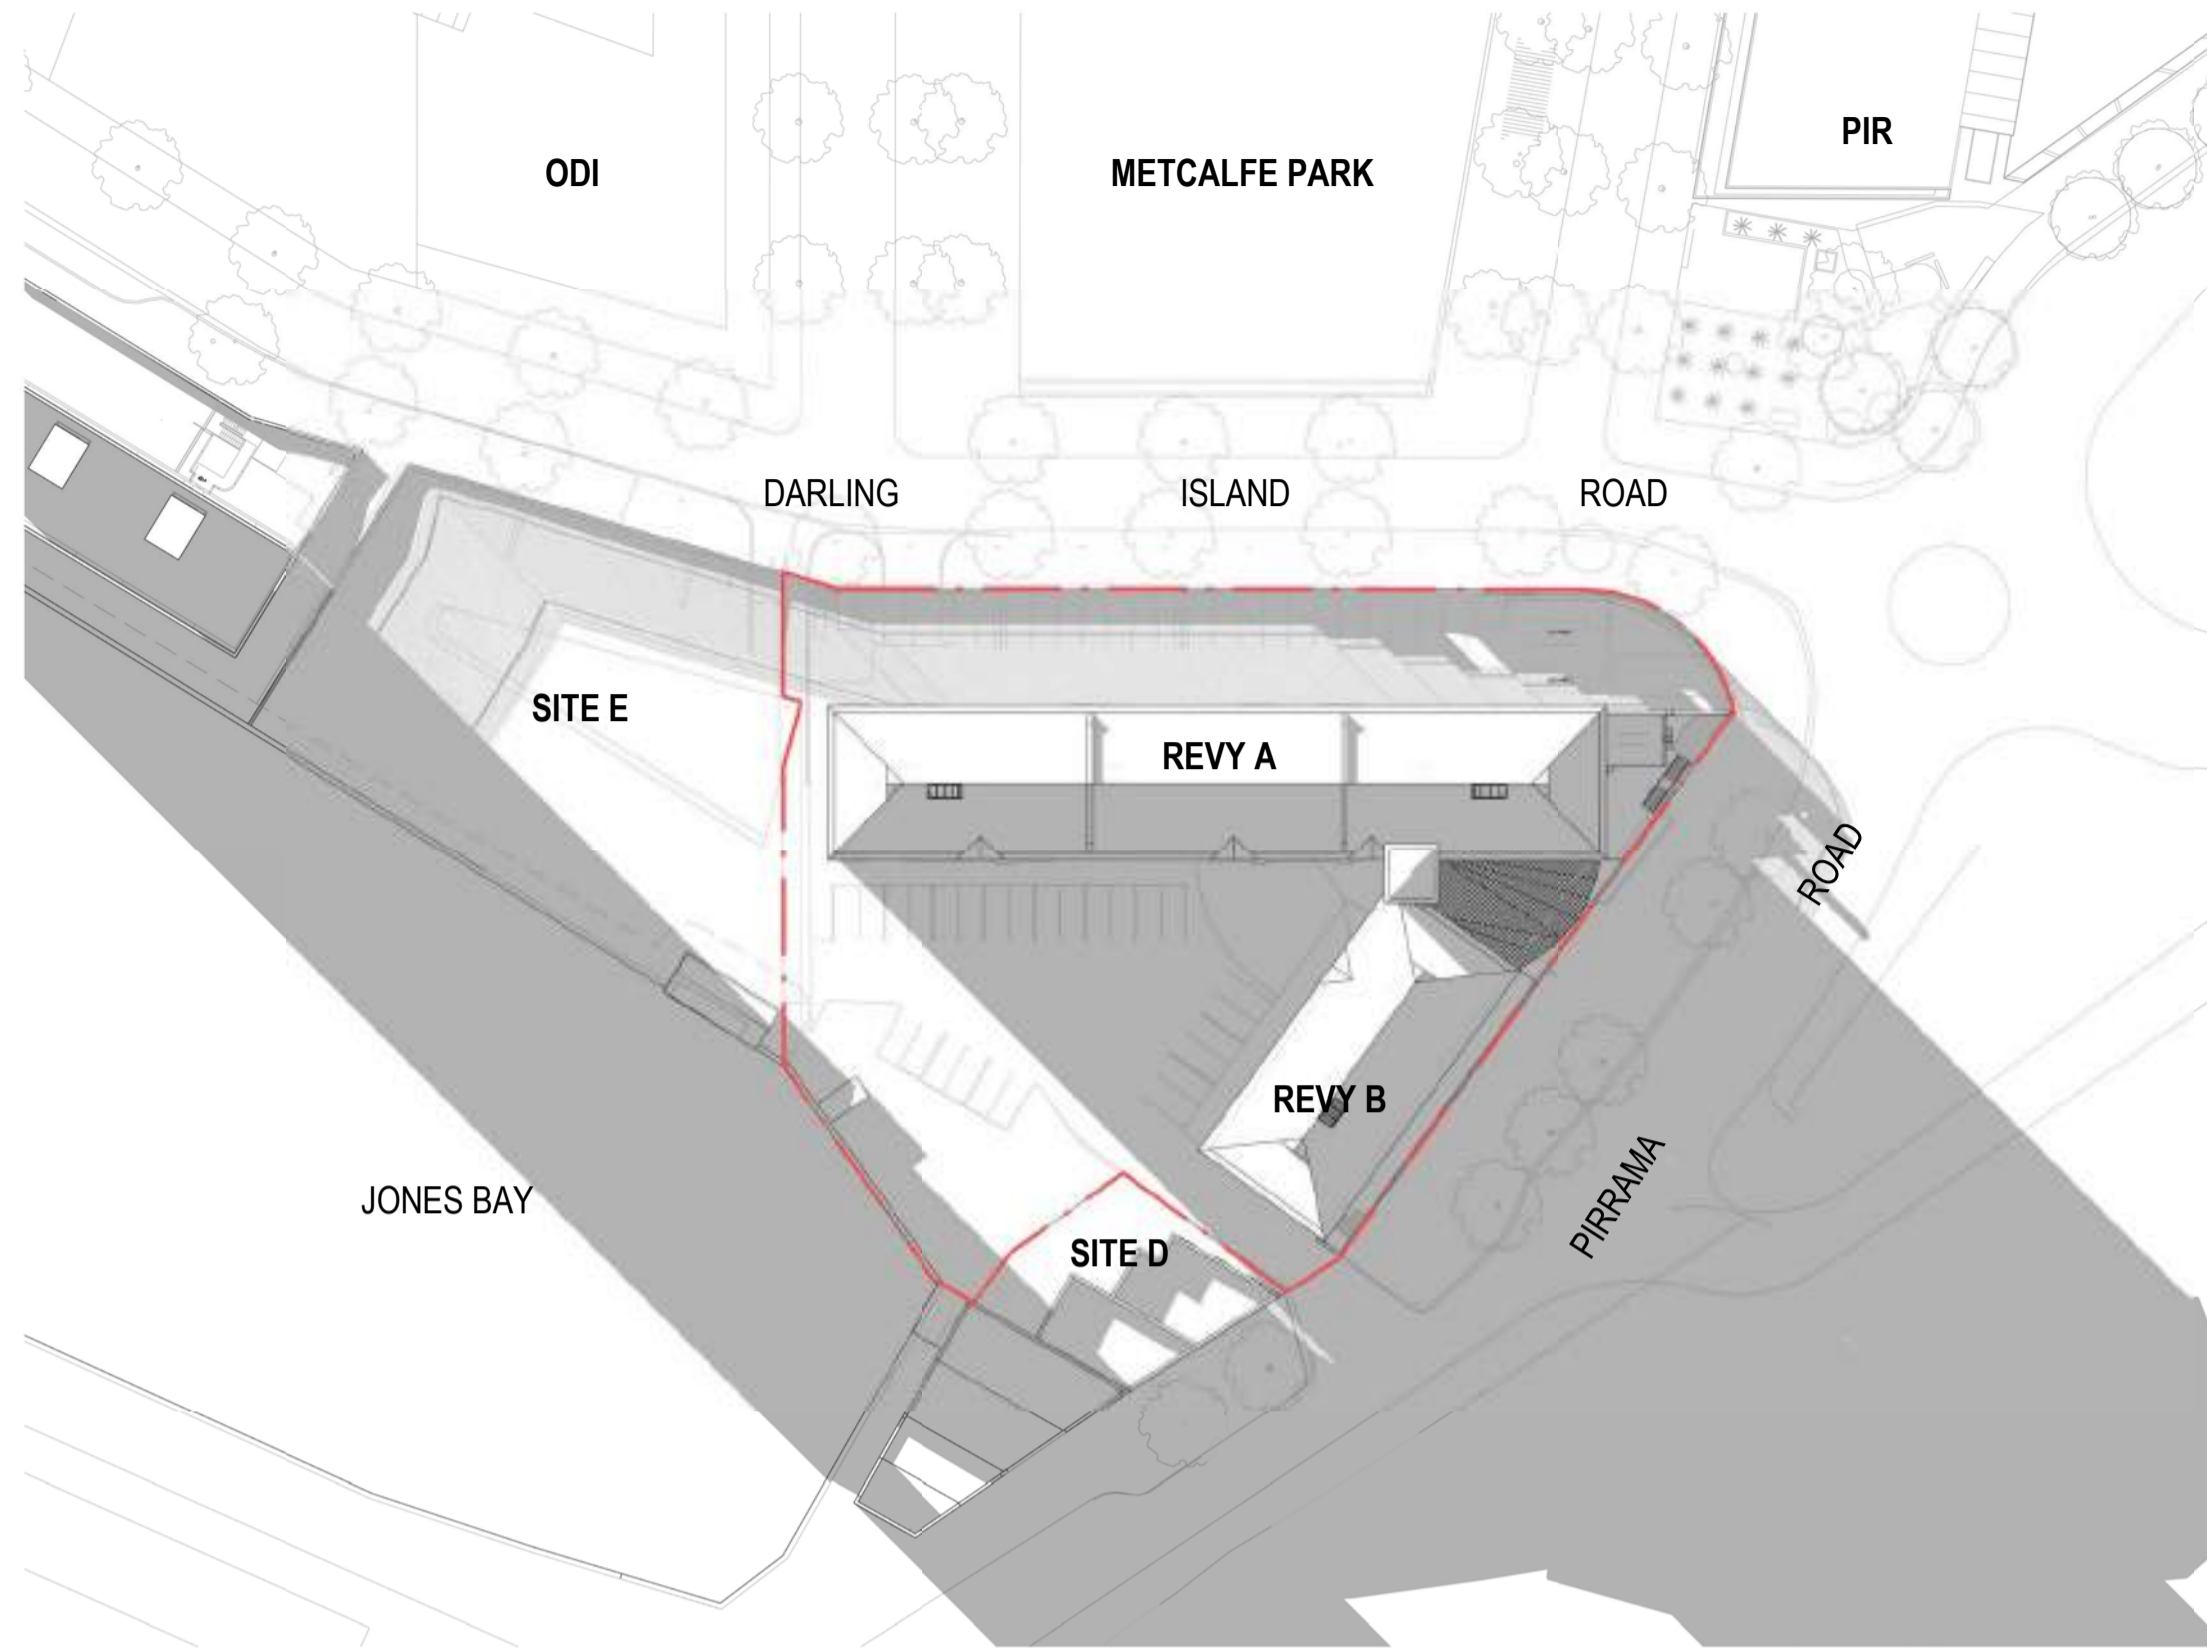 PIR
ODI
METCALFE PARK
DARLING ISLAND ROAD
SITE E
REVY A
ROAD
REVY B
PIRRAMA
JONES BAY
SITE D